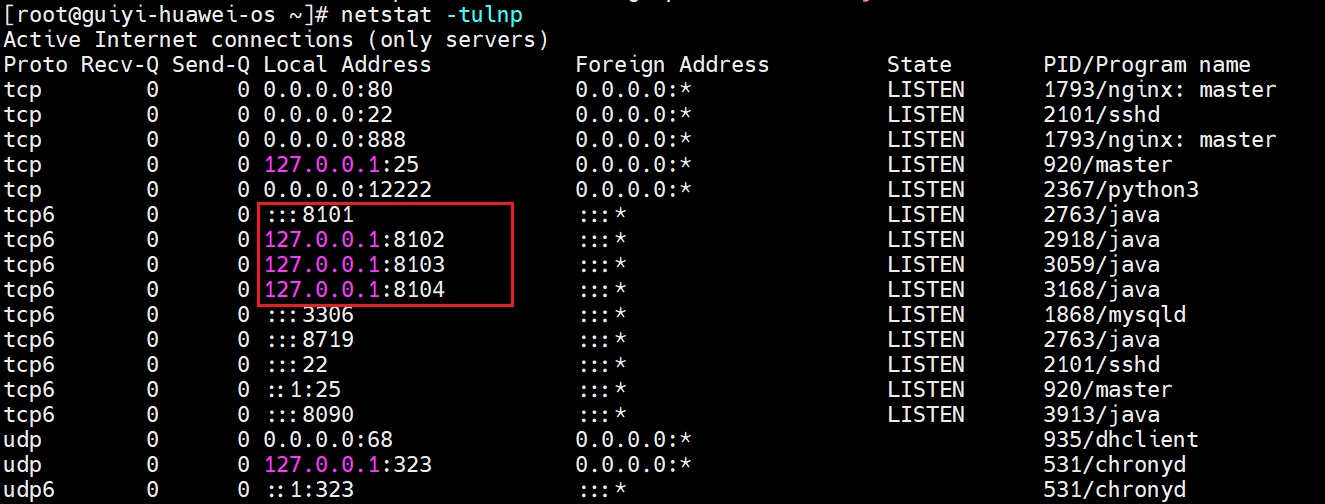 [root@guiyi-huawei-os ~]# netstat -tulnp
Active Internet connections (only servers)
Proto Recv-Q Send-Q Local Address           Foreign Address         State       PID/Program name
tcp        0      0 0.0.0.0:80              0.0.0.0:*               LISTEN      1793/nginx: master
tcp        0      0 0.0.0.0:22              0.0.0.0:*               LISTEN      2101/sshd
tcp        0      0 0.0.0.0:888             0.0.0.0:*               LISTEN      1793/nginx: master
tcp        0      0 127.0.0.1:25            0.0.0.0:*               LISTEN      920/master
tcp        0      0 0.0.0.0:12222           0.0.0.0:*               LISTEN      2367/python3
tcp6       0      0 :::8101                 :::*                    LISTEN      2763/java
tcp6       0      0 127.0.0.1:8102          :::*                    LISTEN      2918/java
tcp6       0      0 127.0.0.1:8103          :::*                    LISTEN      3059/java
tcp6       0      0 127.0.0.1:8104          :::*                    LISTEN      3168/java
tcp6       0      0 :::3306                 :::*                    LISTEN      1868/mysqld
tcp6       0      0 :::8719                 :::*                    LISTEN      2763/java
tcp6       0      0 :::22                   :::*                    LISTEN      2101/sshd
tcp6       0      0 ::1:25                  :::*                    LISTEN      920/master
tcp6       0      0 :::8090                 :::*                    LISTEN      3913/java
udp        0      0 0.0.0.0:68              0.0.0.0:*                           935/dhclient
udp        0      0 127.0.0.1:323           0.0.0.0:*                           531/chronyd
udp6       0      0 ::1:323                 :::*                                531/chronyd